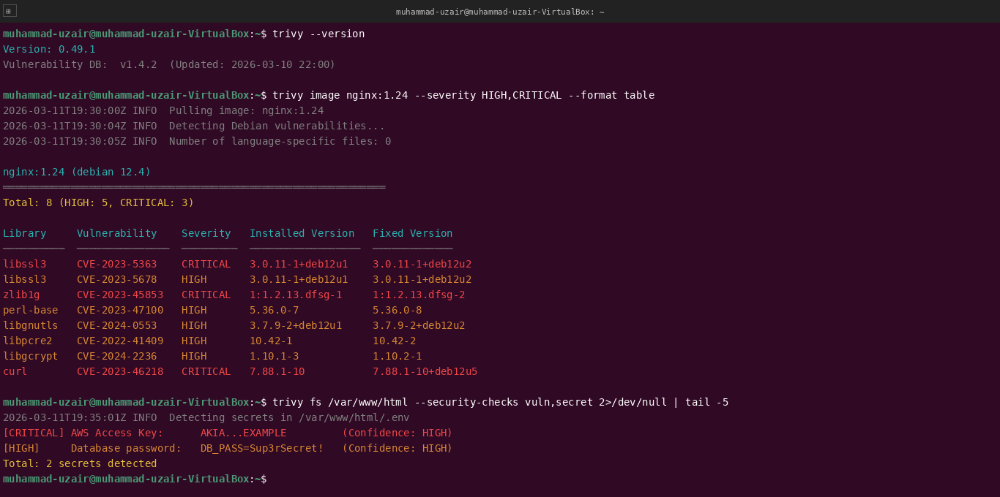 muhammad-uzair@muhammad-uzair-VirtualBox: ~
muhammad-uzair@muhammad-uzair-VirtualBox:~$ trivy --version
Version: 0.49.1
Vulnerability DB:  v1.4.2  (Updated: 2026-03-10 22:00)
muhammad-uzair@muhammad-uzair-VirtualBox:~$ trivy image nginx:1.24 --severity HIGH,CRITICAL --format table
2026-03-11T19:30:00Z INFO  Pulling image: nginx:1.24
2026-03-11T19:30:04Z INFO  Detecting Debian vulnerabilities...
2026-03-11T19:30:05Z INFO  Number of language-specific files: 0
nginx:1.24 (debian 12.4)
══════════════════════════════════════════════════════════════
Total: 8 (HIGH: 5, CRITICAL: 3)
Library     Vulnerability    Severity   Installed Version   Fixed Version
──────────  ───────────────  ─────────  ──────────────────  ─────────────
libssl3     CVE-2023-5363    CRITICAL   3.0.11-1+deb12u1    3.0.11-1+deb12u2
libssl3     CVE-2023-5678    HIGH       3.0.11-1+deb12u1    3.0.11-1+deb12u2
zlib1g      CVE-2023-45853   CRITICAL   1:1.2.13.dfsg-1     1:1.2.13.dfsg-2
perl-base   CVE-2023-47100   HIGH       5.36.0-7            5.36.0-8
libgnutls   CVE-2024-0553    HIGH       3.7.9-2+deb12u1     3.7.9-2+deb12u2
libpcre2    CVE-2022-41409   HIGH       10.42-1             10.42-2
libgcrypt   CVE-2024-2236    HIGH       1.10.1-3            1.10.2-1
curl        CVE-2023-46218   CRITICAL   7.88.1-10           7.88.1-10+deb12u5
muhammad-uzair@muhammad-uzair-VirtualBox:~$ trivy fs /var/www/html --security-checks vuln,secret 2>/dev/null | tail -5
2026-03-11T19:35:01Z INFO  Detecting secrets in /var/www/html/.env
[CRITICAL] AWS Access Key:      AKIA...EXAMPLE         (Confidence: HIGH)
[HIGH]     Database password:   DB_PASS=Sup3rSecret!   (Confidence: HIGH)
Total: 2 secrets detected
muhammad-uzair@muhammad-uzair-VirtualBox:~$